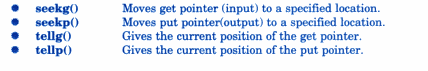 seekg() Moves get pointer (input) to a specified location.
seekp() Moves put pointer(output) to a specified location.
tellg() Gives the current position of the get pointer.
tellp() Gives the current position of the put pointer.